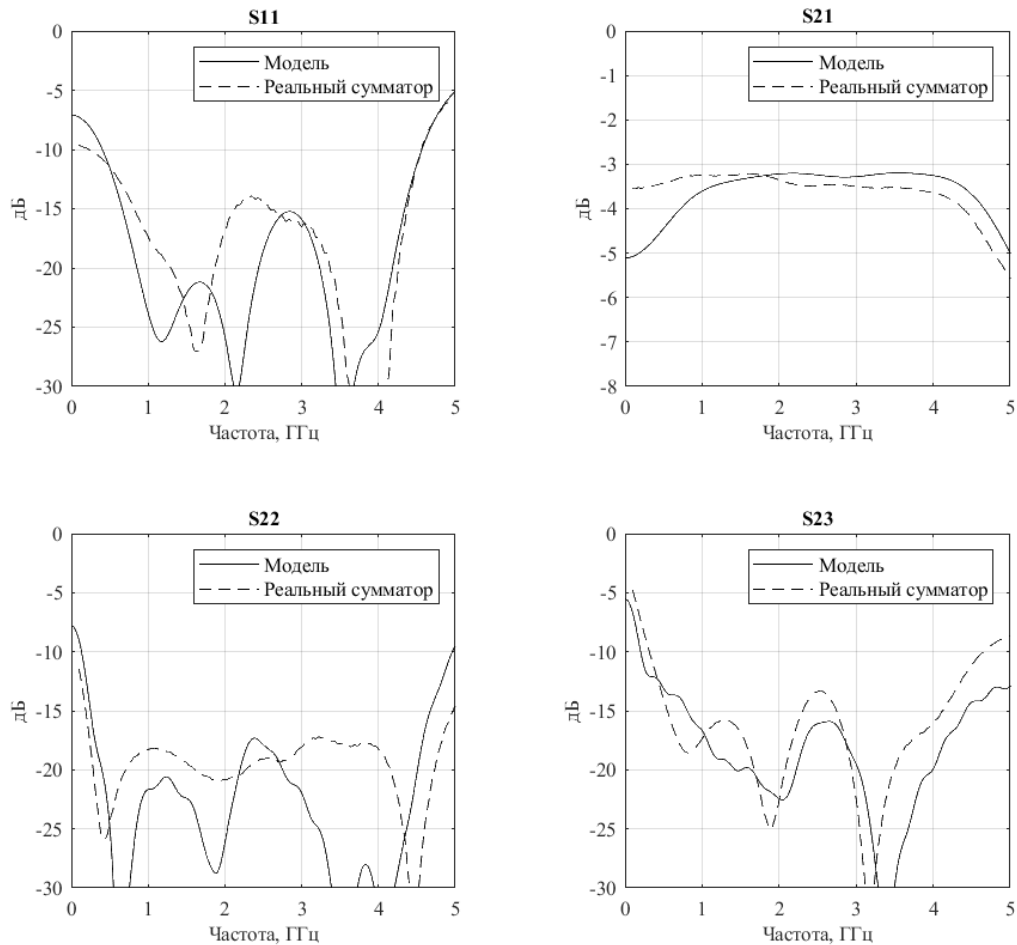 S11
0
-5
-10
-15
-20
-25
-30
дБ
0 1 2 3 4 5
Частота, ГГц
Модель
Реальный сумматор
S21
0
-1
-2
-3
-4
-5
-6
-7
-8
дБ
0 1 2 3 4 5
Частота, ГГц
Модель
Реальный сумматор
S22
0
-5
-10
-15
-20
-25
-30
дБ
0 1 2 3 4 5
Частота, ГГц
Модель
Реальный сумматор
S23
0
-5
-10
-15
-20
-25
-30
дБ
0 1 2 3 4 5
Частота, ГГц
Модель
Реальный сумматор